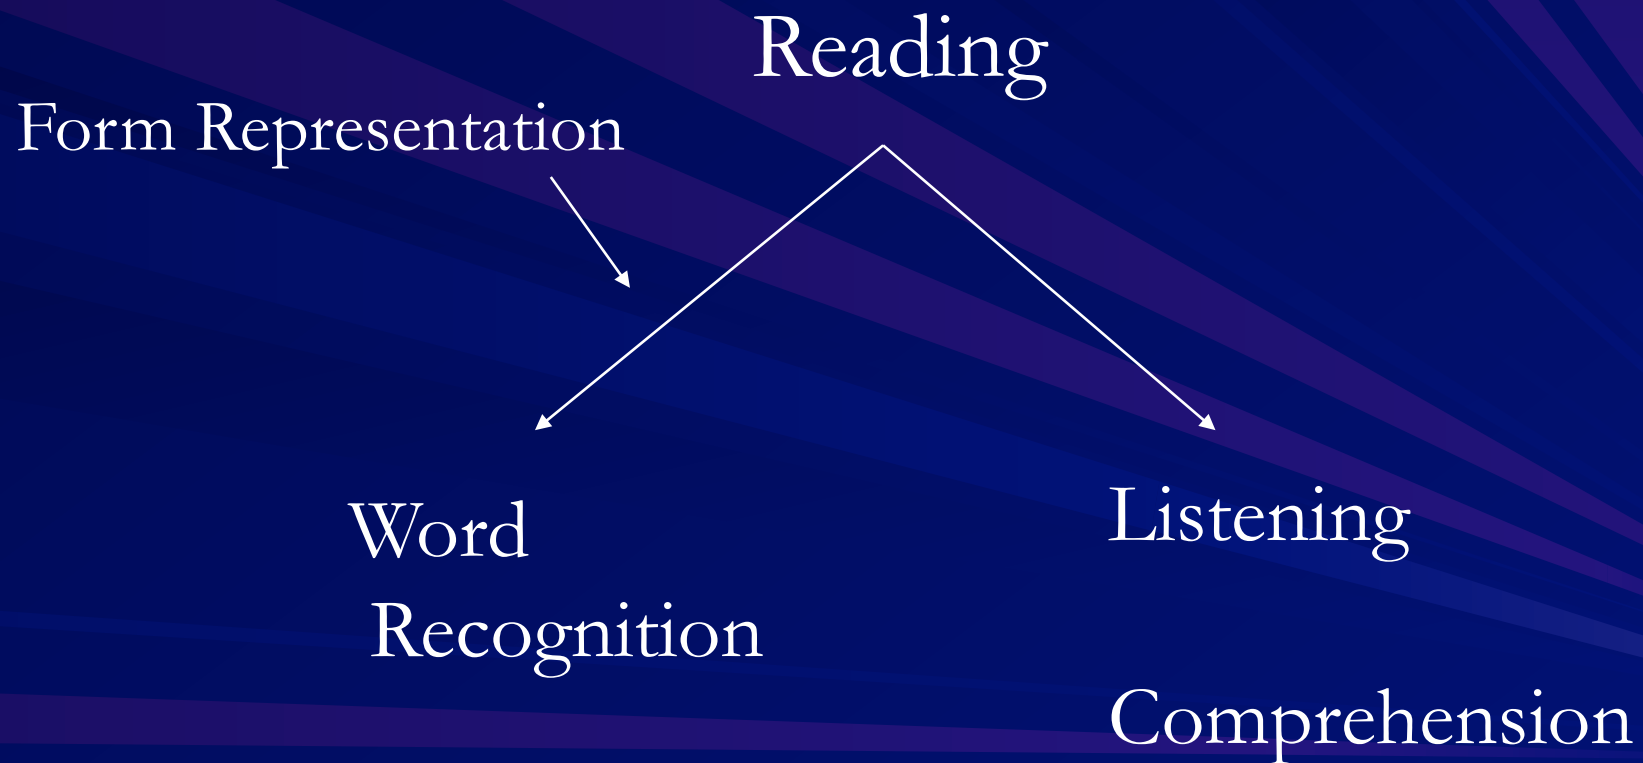 Reading
Form Representation
Word
Recognition
Listening
Comprehension